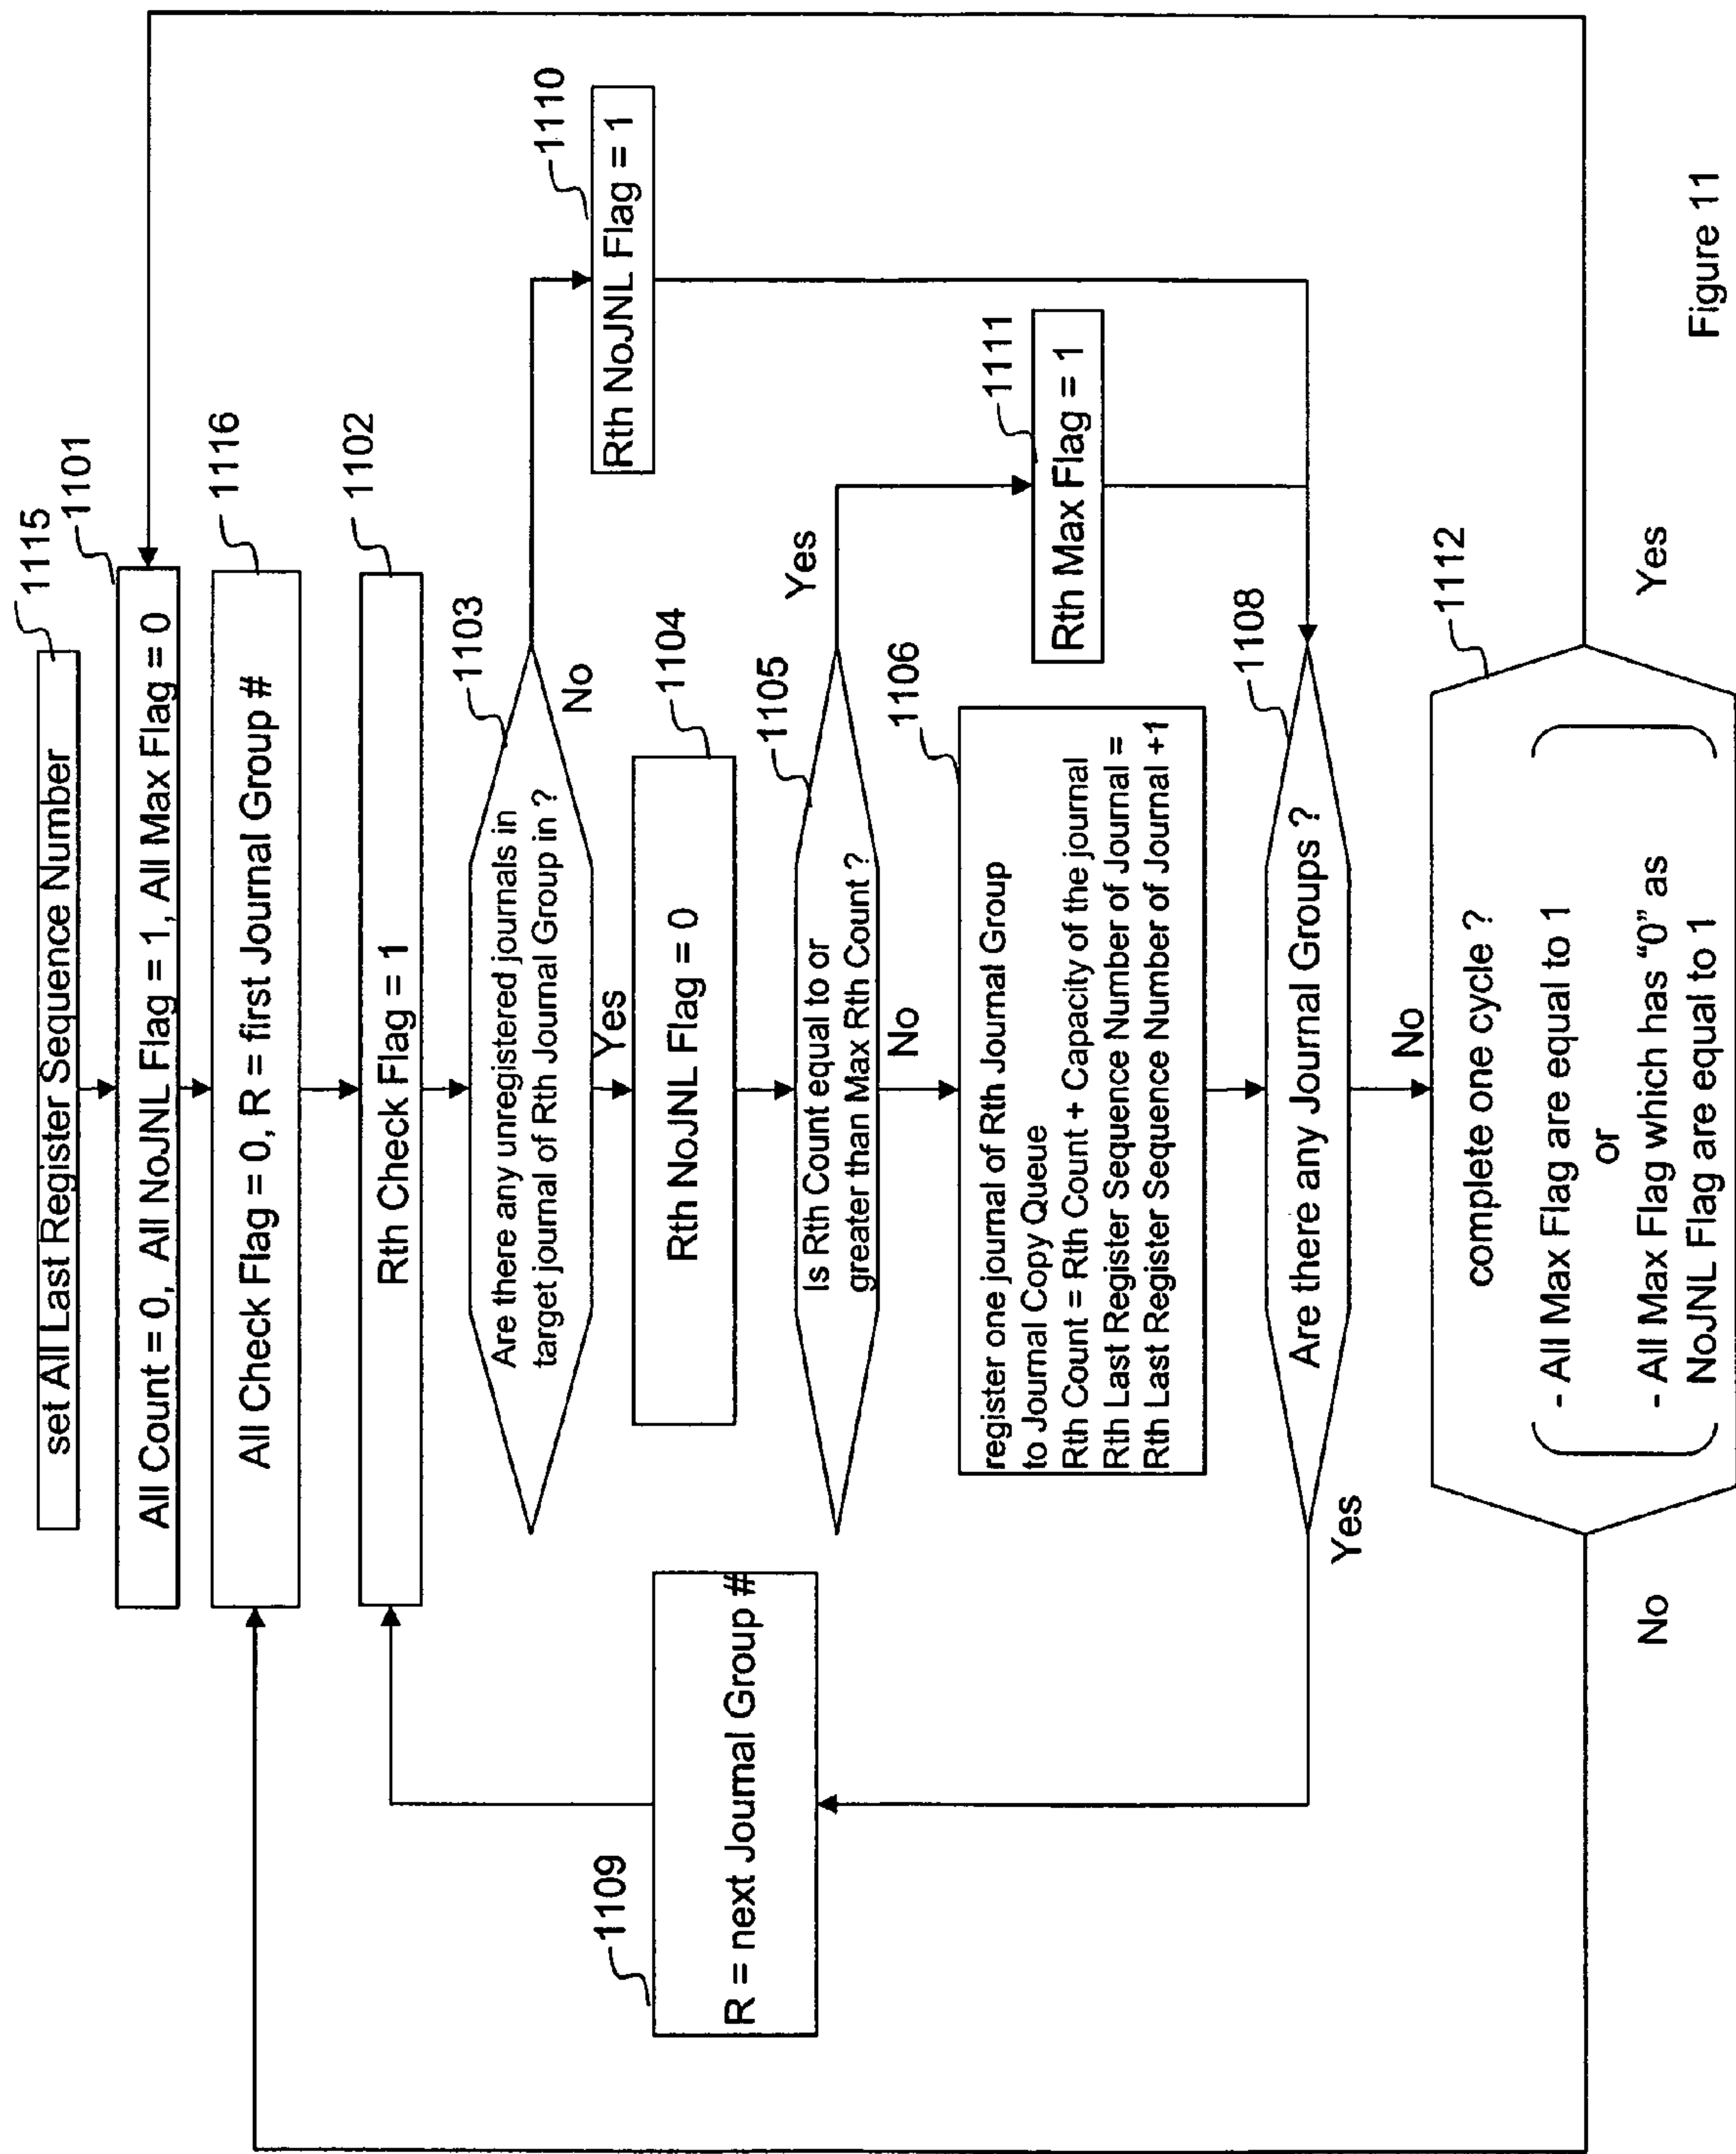 set All Last Register Sequence Number
1115
All Count = 0, All NoJNL Flag = 1, All Max Flag = 0
1101
All Check Flag = 0, R = first Journal Group #
1116
Rth Check Flag = 1
1102
Are there any unregistered journals in
target journal of Rth Journal Group in ?
1103
No
Rth NoJNL Flag = 1
1110
Yes
Rth NoJNL Flag = 0
1104
Is Rth Count equal to or
greater than Max Rth Count ?
1105
Yes
Rth Max Flag = 1
1111
No
register one journal of Rth Journal Group
to Journal Copy Queue
Rth Count = Rth Count + Capacity of the journal
Rth Last Register Sequence Number of Journal =
Rth Last Register Sequence Number of Journal +1
1106
R = next Journal Group #
1109
Are there any Journal Groups ?
1108
Yes
No
complete one cycle ?
- All Max Flag are equal to 1
or
- All Max Flag which has “0” as
NoJNL Flag are equal to 1
1112
No
Yes
Figure 11